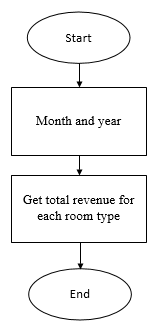 Start
Month and year
Get total revenue for
each room type
End